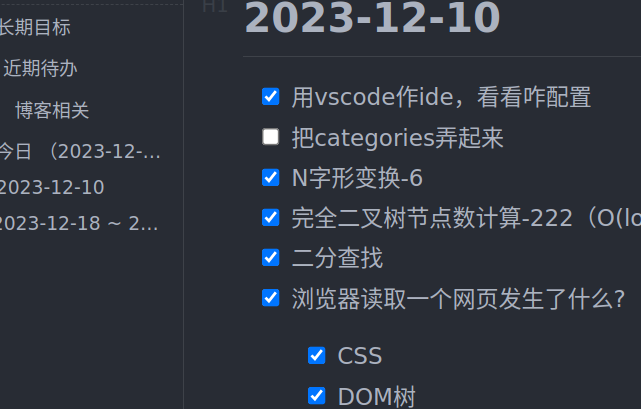 长期目标
近期待办
博客相关
今日 （2023-12-...
2023-12-10
2023-12-18 ~ 2...
H1
2023-12-10
用vscode作ide，看看咋配置
把categories弄起来
N字形变换-6
完全二叉树节点数计算-222（O(lo
二分查找
浏览器读取一个网页发生了什么?
CSS
DOM树